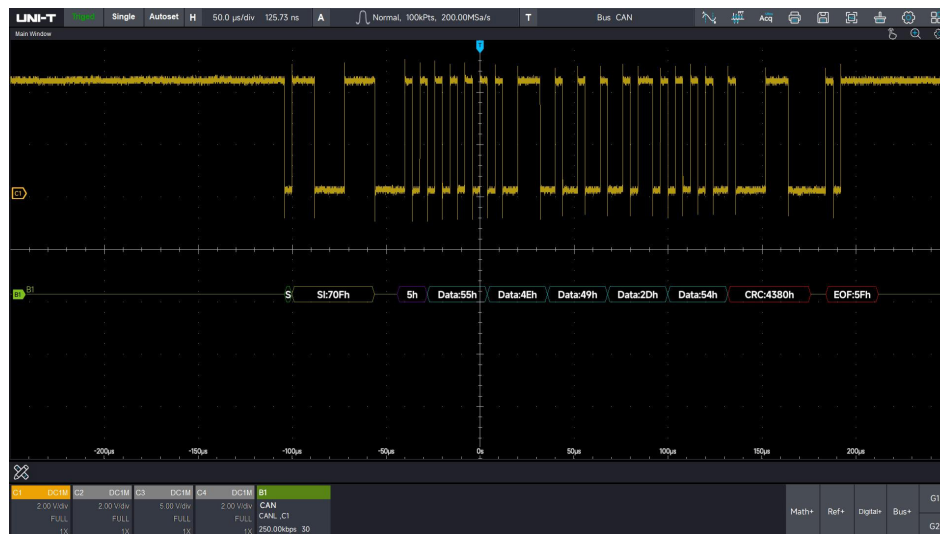 UNI-T Triged Single Autoset H 50.0 μs/div 125.73 ns A Normal, 100kPts, 200.00MSa/s T Bus CAN Acq
Main Window
T
C1
B1 B1 S SI:70Fh 5h Data:55h Data:4Eh Data:49h Data:2Dh Data:54h CRC:4380h EOF:5Fh
-200μs -150μs -100μs -50μs 0s 50μs 100μs 150μs 200μs
C1 DC1M C2 DC1M C3 DC1M C4 DC1M B1
2.00 V/div 2.00 V/div 5.00 V/div 2.00 V/div CAN
FULL FULL FULL FULL CANL ,C1
1X 1X 1X 1X 250.00kbps 30
Math+ Ref+ Digital+ Bus+
G1
G2